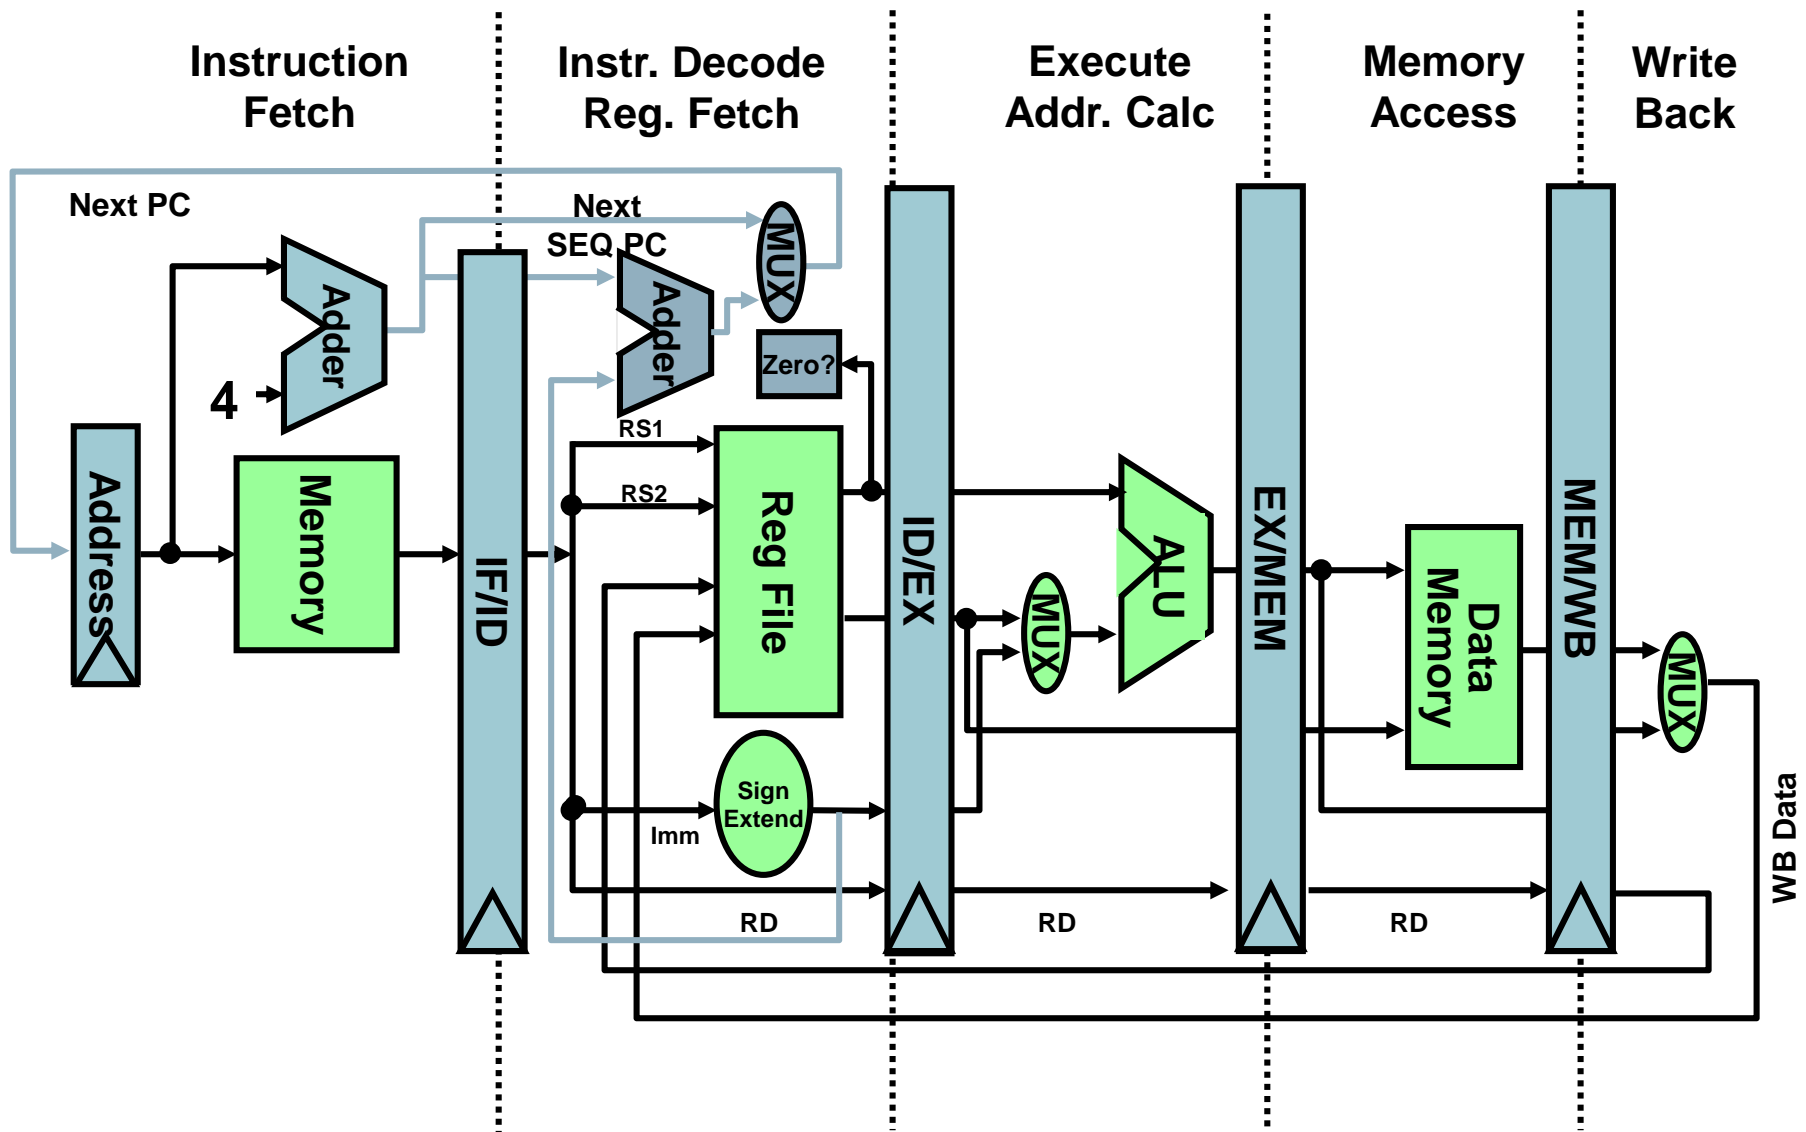 Instruction
Fetch
Instr. Decode
Reg. Fetch
Execute
Addr. Calc
Memory
Access
Write
Back
Next PC
Next
SEQ PC
MUX
Adder
Adder
Zero?
4
RS1
RS2
Address
Memory
IF/ID
Reg File
ID/EX
MUX
ALU
EX/MEM
Data
Memory
MEM/WB
MUX
Sign
Extend
Imm
RD
RD
RD
WB Data